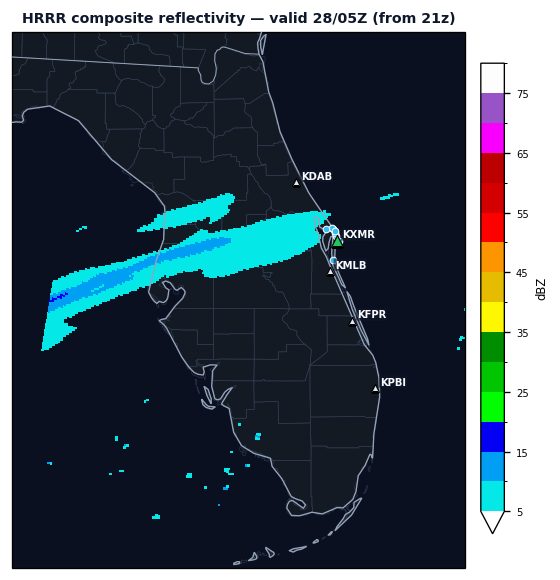 HRRR composite reflectivity — valid 28/05Z (from 21z)
KDAB
KXMR
KMLB
KFPR
KPBI
75
65
55
45
35
25
15
5
dBZ